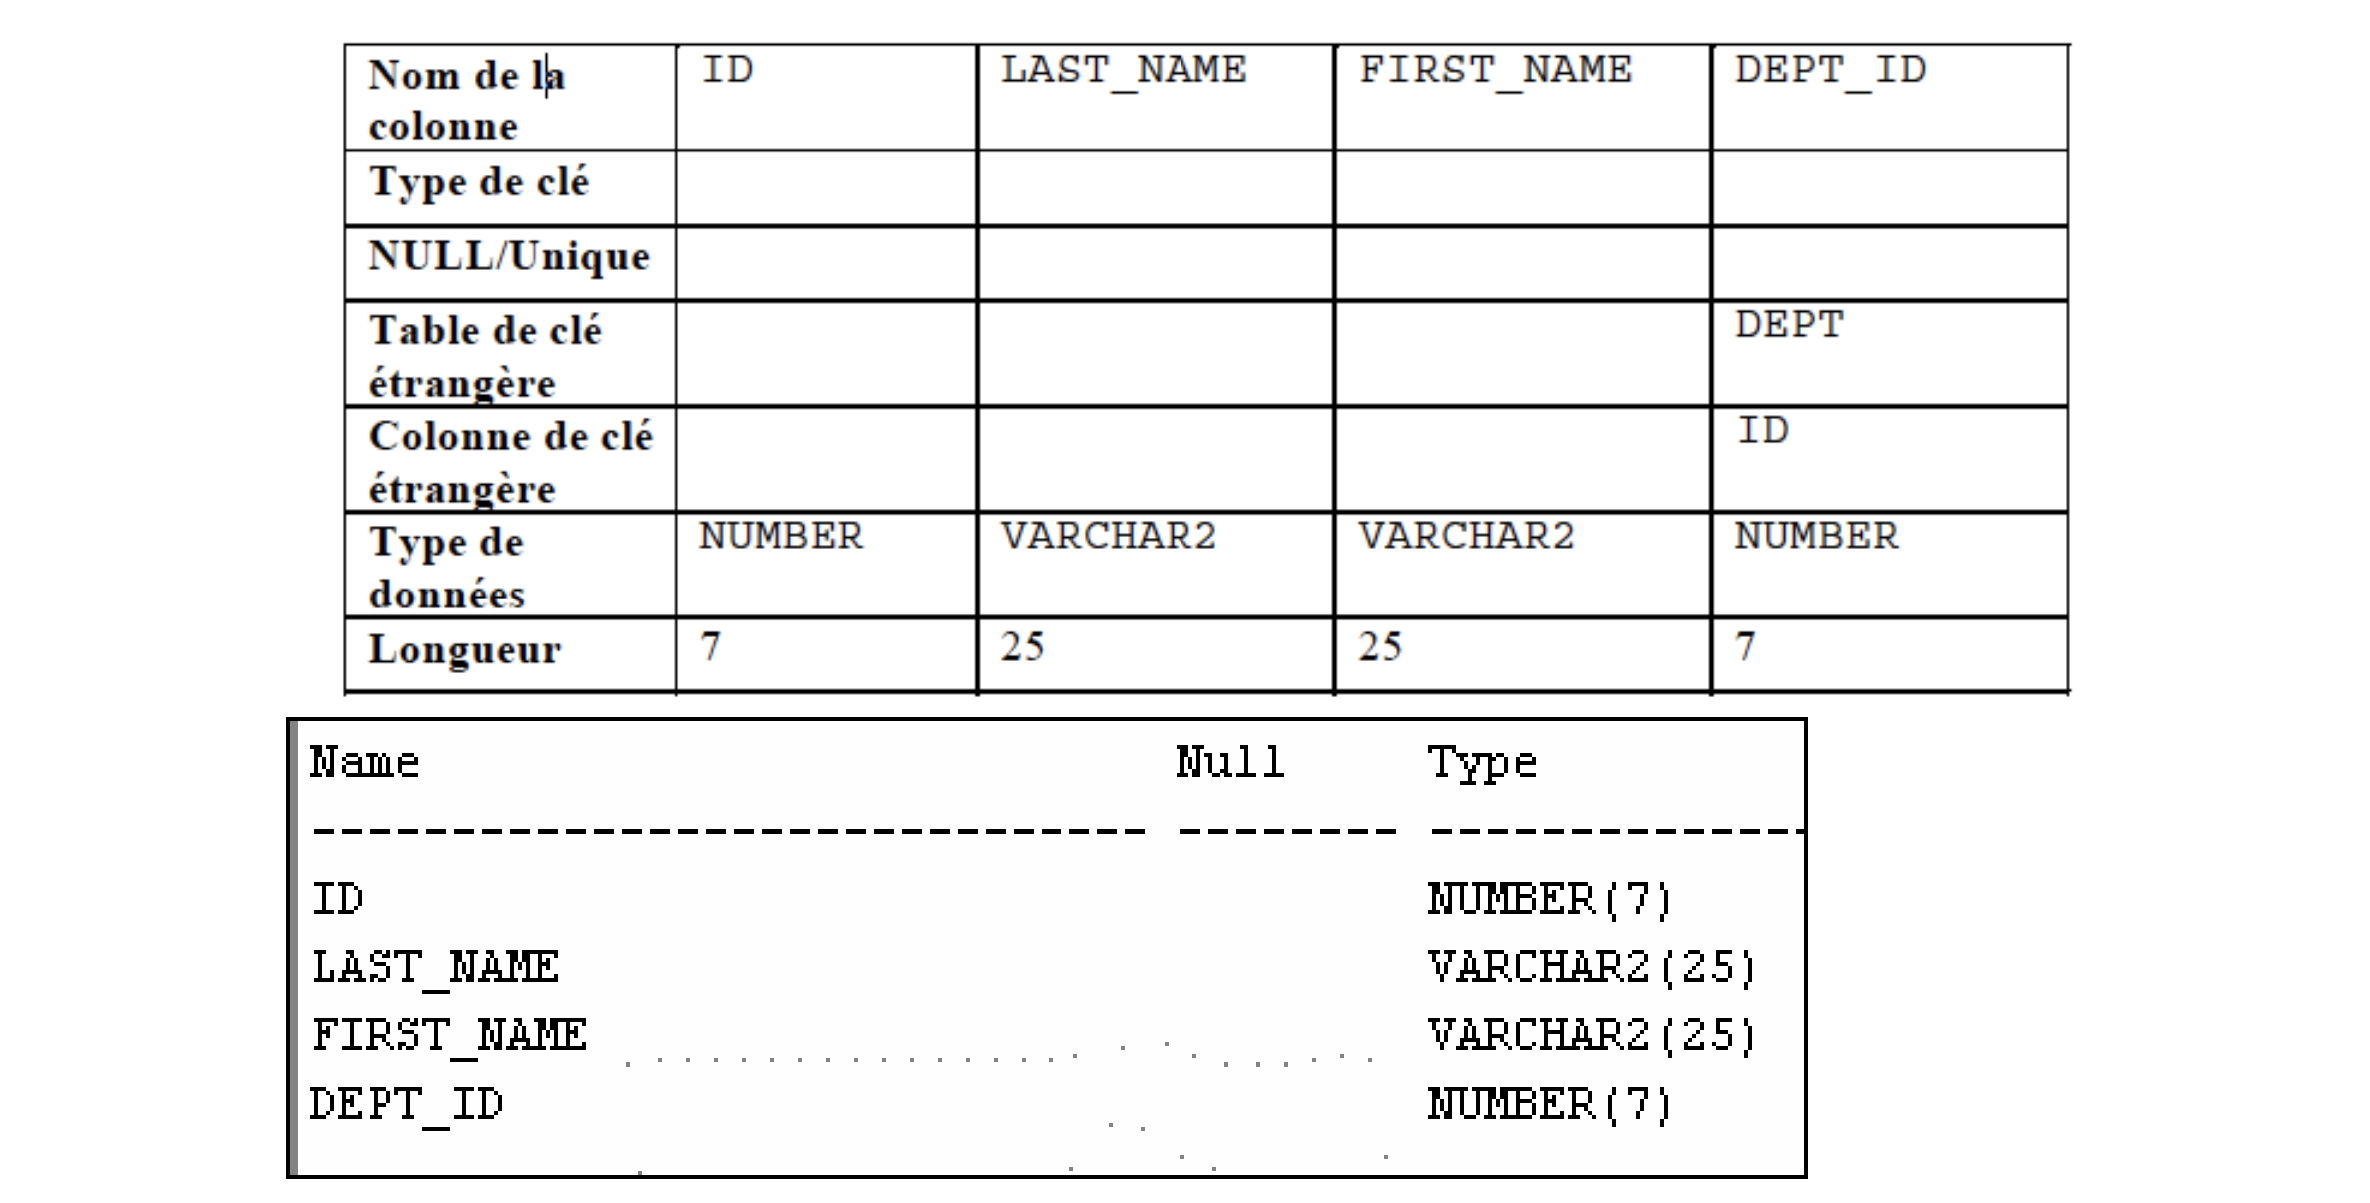 Nom de la colonne ID LAST_NAME FIRST_NAME DEPT_ID
Type de clé
NULL/Unique
Table de clé étrangère DEPT
Colonne de clé étrangère ID
Type de données NUMBER VARCHAR2 VARCHAR2 NUMBER
Longueur 7 25 25 7
Name Null Type
------------------------------ -------- --------------
ID NUMBER(7)
LAST_NAME VARCHAR2(25)
FIRST_NAME VARCHAR2(25)
DEPT_ID NUMBER(7)